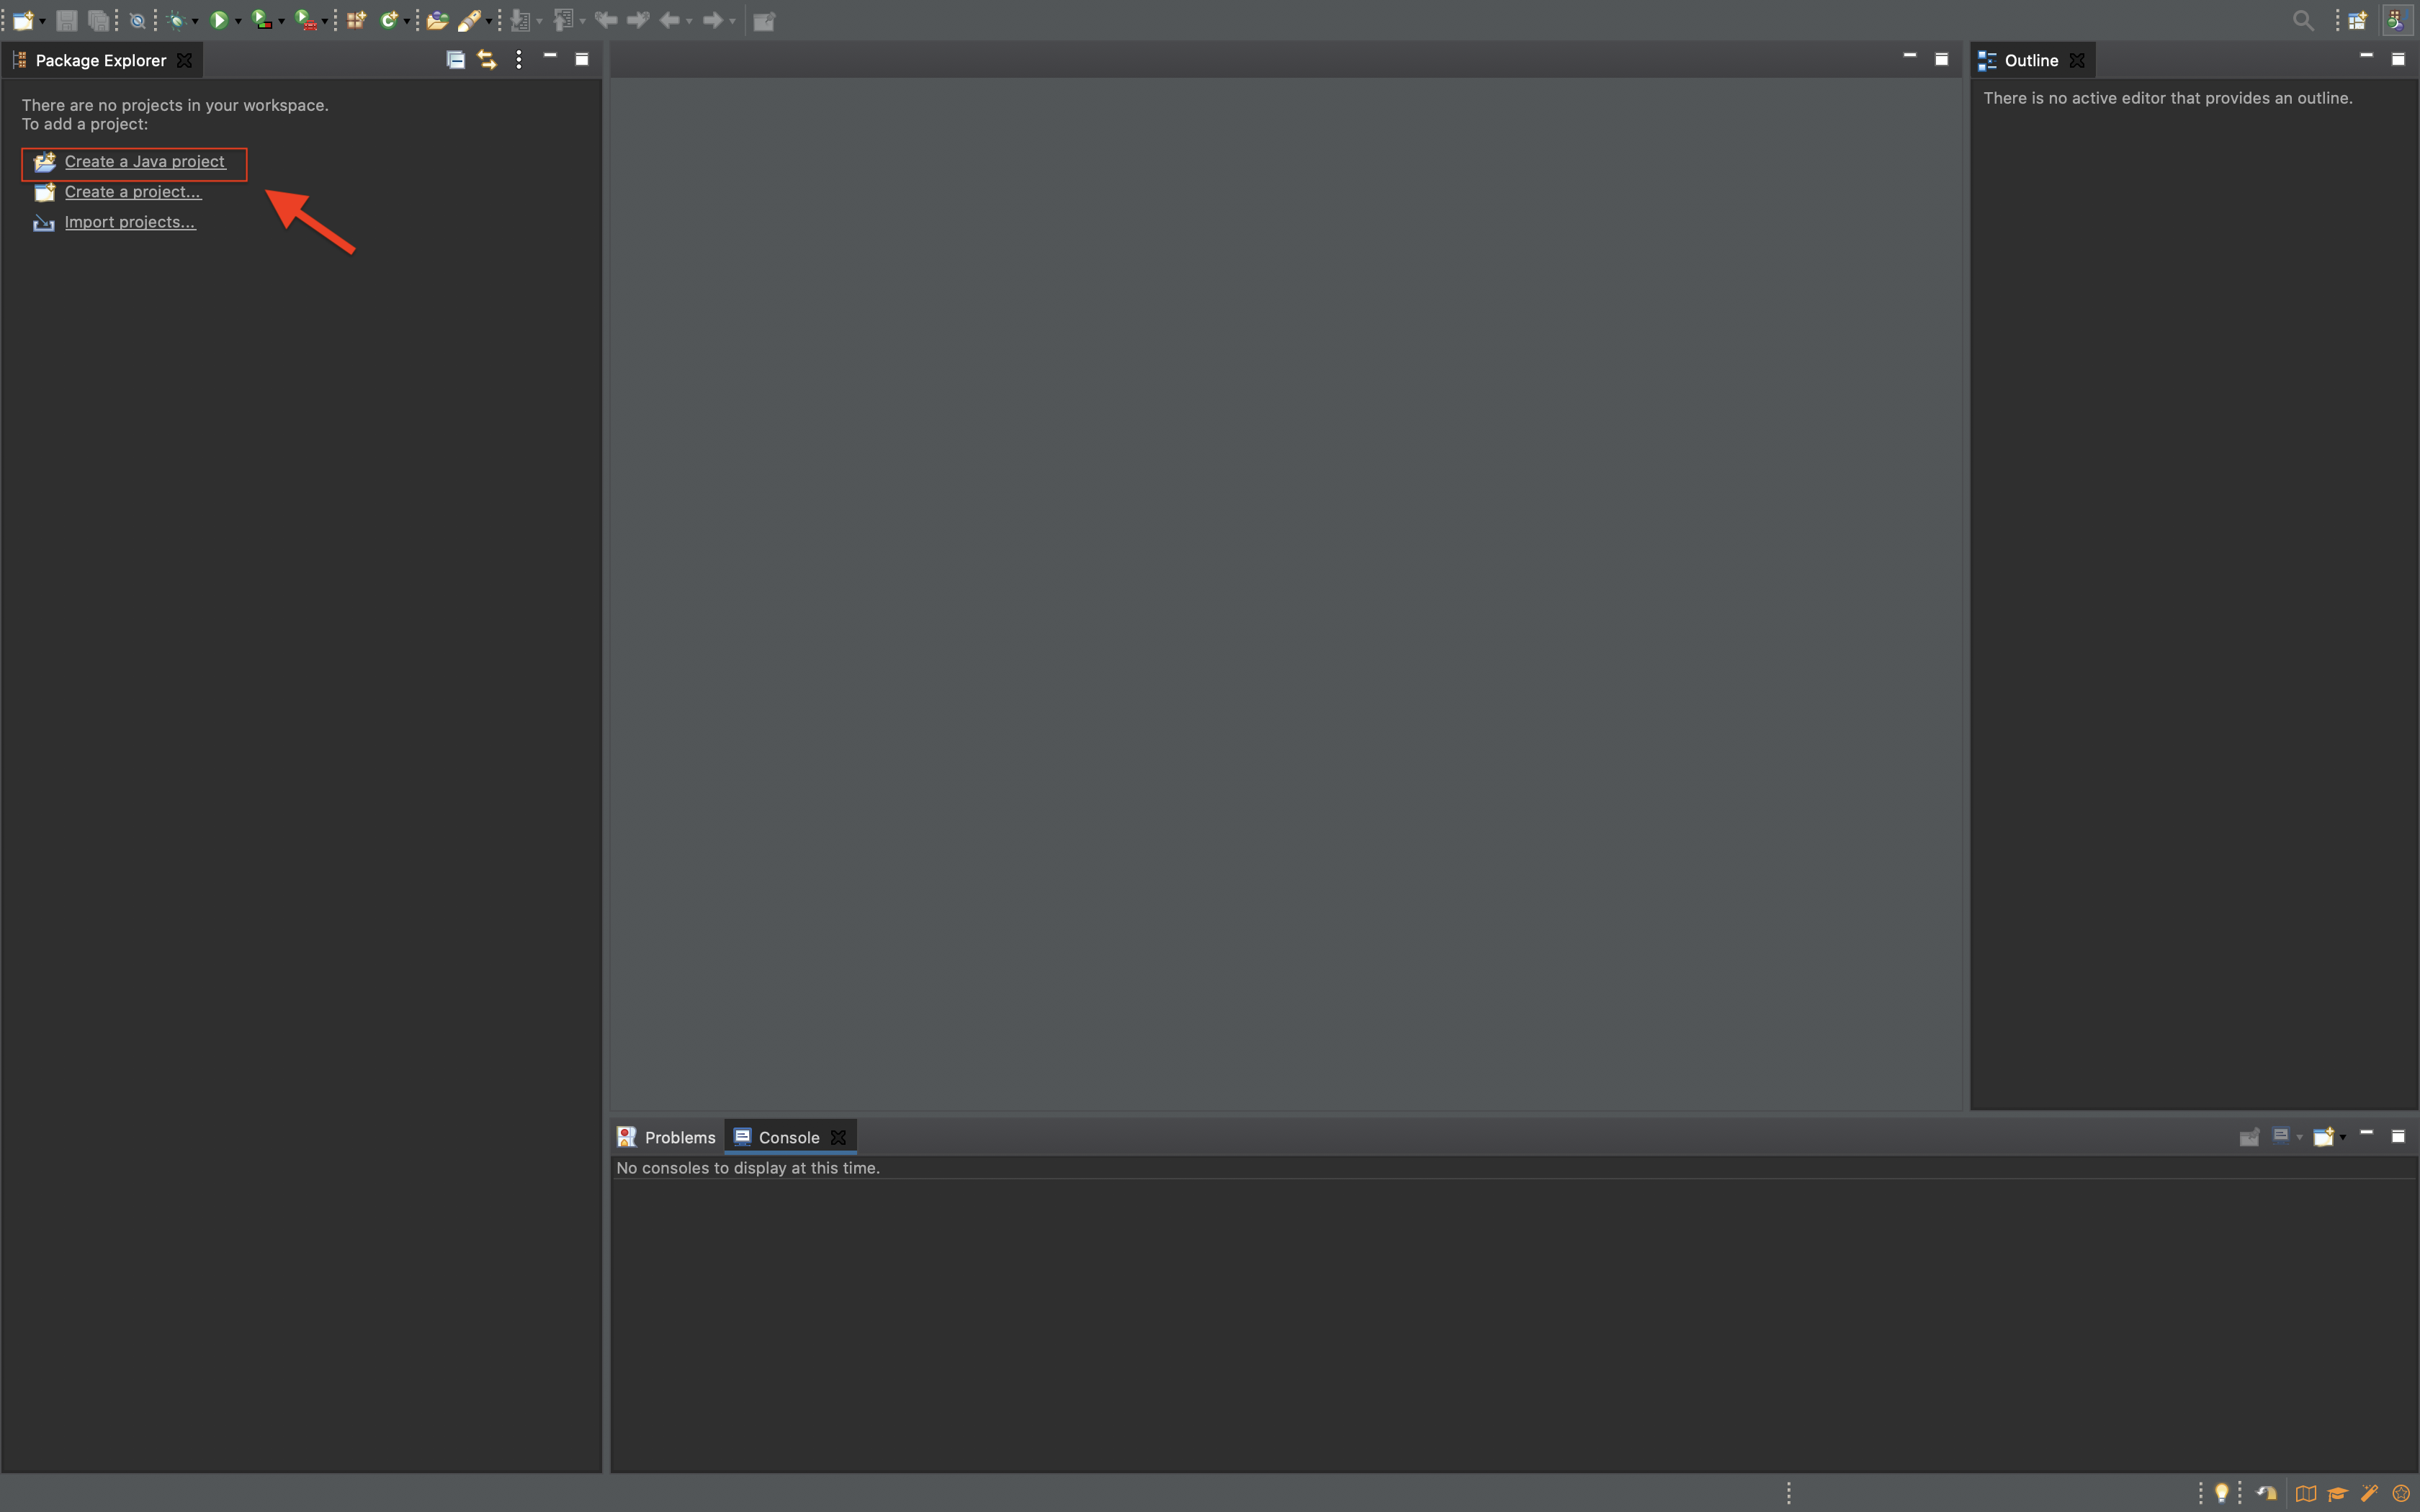 Package Explorer
There are no projects in your workspace.
To add a project:
Create a Java project
Create a project...
Import projects...
Outline
There is no active editor that provides an outline.
Problems
Console
No consoles to display at this time.